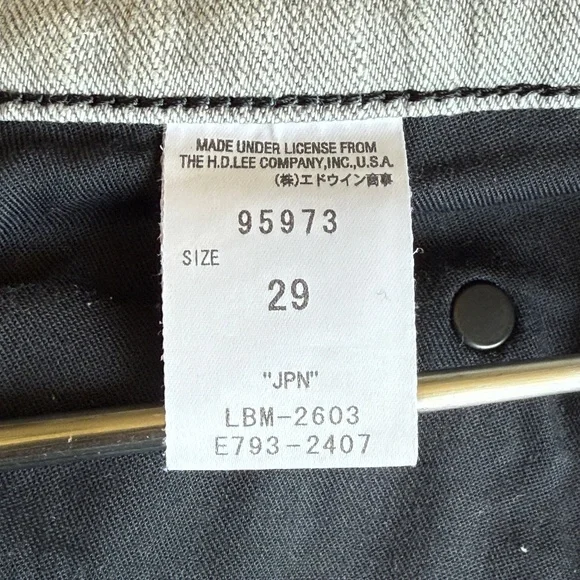 MADE UNDER LICENSE FROM
THE H.D.LEE COMPANY,INC.,U.S.A.
(株)エドウイン商事
95973
SIZE
29
"JPN"
LBM-2603
E793-2407